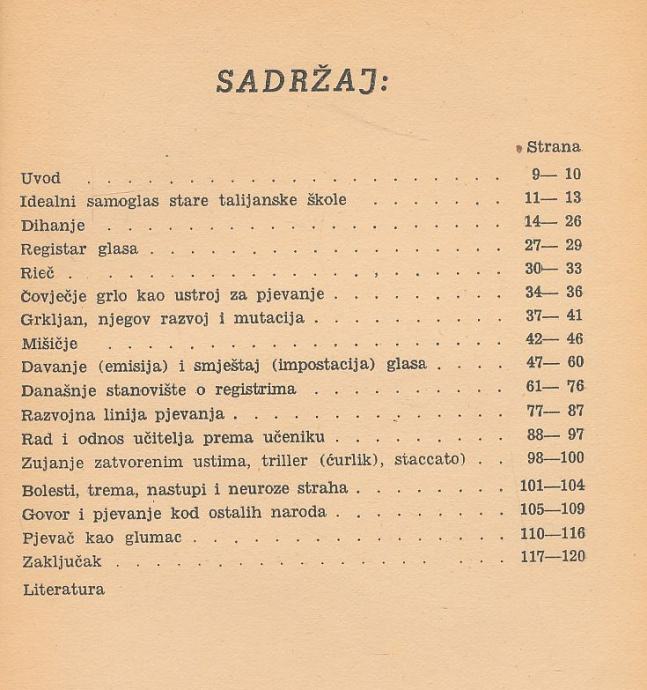 SADRŽAJ:
Strana
Uvod . . . . . . . . . . . . . . . . 9— 10
Idealni samoglas stare talijanske škole . . . . . . 11— 13
Dihanje . . . . . . . . . . . . . . . 14— 26
Registar glasa . . . . . . . . . . . . . . 27— 29
Rieč . . . . . . . . . . . . . . . . . 30— 33
Čovječje grlo kao ustroj za pjevanje . . . . . . . 34— 36
Grkljan, njegov razvoj i mutacija . . . . . . . . 37— 41
Mišičje . . . . . . . . . . . . . . . 42— 46
Davanje (emisija) i smještaj (impostacija) glasa . . . . 47— 60
Današnje stanovište o registrima . . . . . . . . 61— 76
Razvojna linija pjevanja . . . . . . . . . . . 77— 87
Rad i odnos učitelja prema učeniku . . . . . . . 88— 97
Zujanje zatvorenim ustima, triller (ćurlik), staccato) . . 98—100
Bolesti, trema, nastupi i neuroze straha . . . . . . 101—104
Govor i pjevanje kod ostalih naroda . . . . . . . 105—109
Pjevač kao glumac . . . . . . . . . . . . 110—116
Zaključak . . . . . . . . . . . . . . 117—120
Literatura